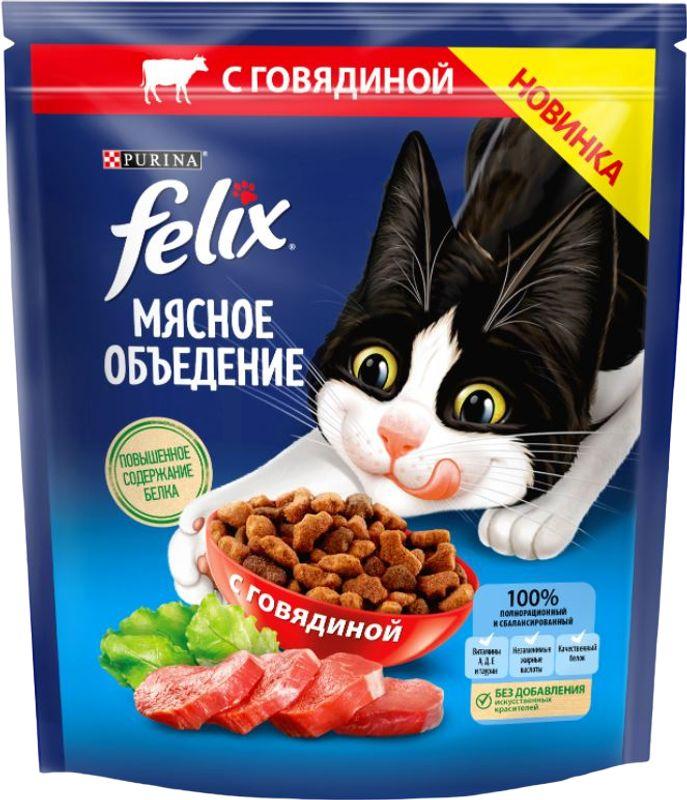 С ГОВЯДИНОЙ
НОВИНКА
PURINA®
felix®
МЯСНОЕ
ОБЪЕДЕНИЕ
ПОВЫШЕННОЕ
СОДЕРЖАНИЕ
БЕЛКА
С ГОВЯДИНОЙ
100%
ПОЛНОРАЦИОННЫЙ
И СБАЛАНСИРОВАННЫЙ
Витамины
А, Д, Е
и таурин
Незаменимые
жирные
кислоты
Качественный
белок
БЕЗ ДОБАВЛЕНИЯ
искусственных
красителей